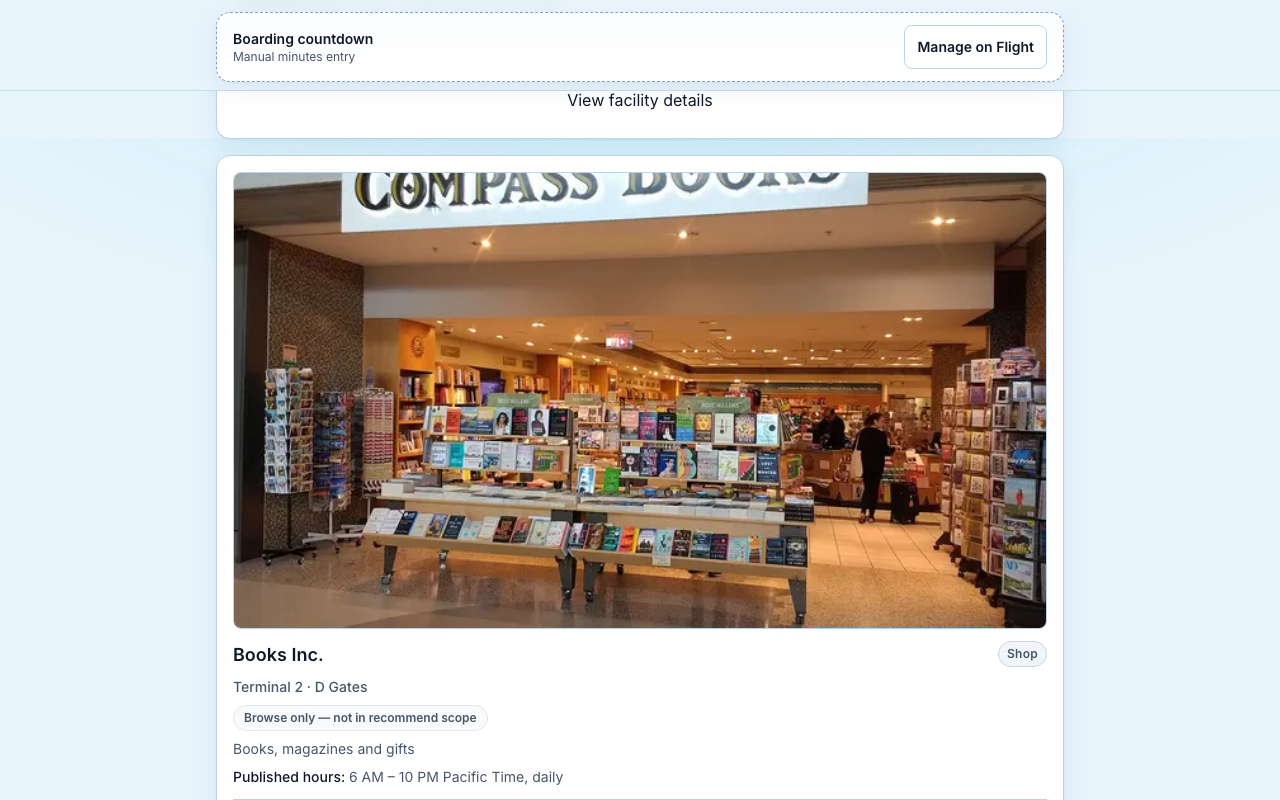 Boarding countdown
Manual minutes entry
Manage on Flight
View facility details
COMPASS BOOKS
Books Inc.
Shop
Terminal 2 · D Gates
Browse only — not in recommend scope
Books, magazines and gifts
Published hours: 6 AM – 10 PM Pacific Time, daily